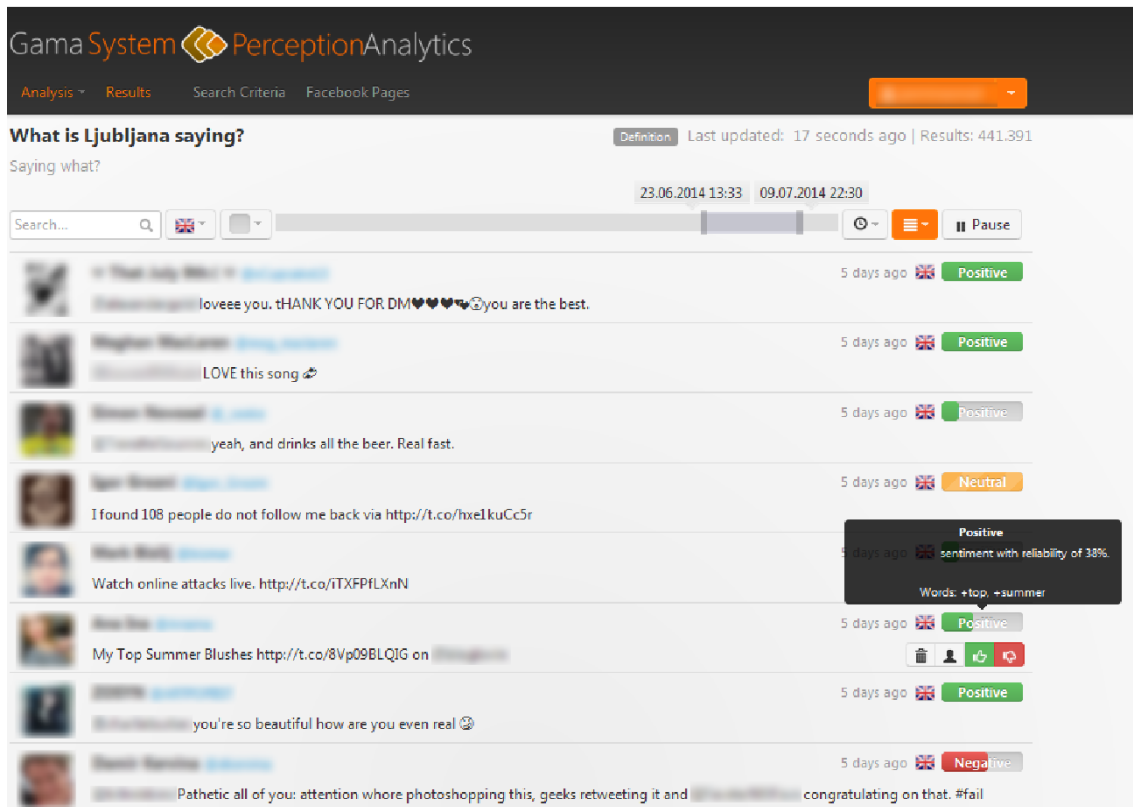 Gama System PerceptionAnalytics
Analysis Results Search Criteria Facebook Pages
What is Ljubljana saying?
Definition Last updated: 17 seconds ago | Results: 441.391
Saying what?
23.06.2014 13:33 09.07.2014 22:30
Search... Pause
5 days ago Positive
loveee you. tHANK YOU FOR DM♥♥♥you are the best.
5 days ago Positive
LOVE this song
5 days ago Positive
yeah, and drinks all the beer. Real fast.
5 days ago Neutral
I found 108 people do not follow me back via http://t.co/hxe1kuCc5r
Positive
5 days ago
sentiment with reliability of 38%.
Watch online attacks live. http://t.co/iTXFPfLXnN
Words: +top, +summer
5 days ago Positive
My Top Summer Blushes http://t.co/8Vp09BLQIG on
5 days ago Positive
you're so beautiful how are you even real
5 days ago Negative
Pathetic all of you: attention whore photoshopping this, geeks retweeting it and congratulating on that. #fail